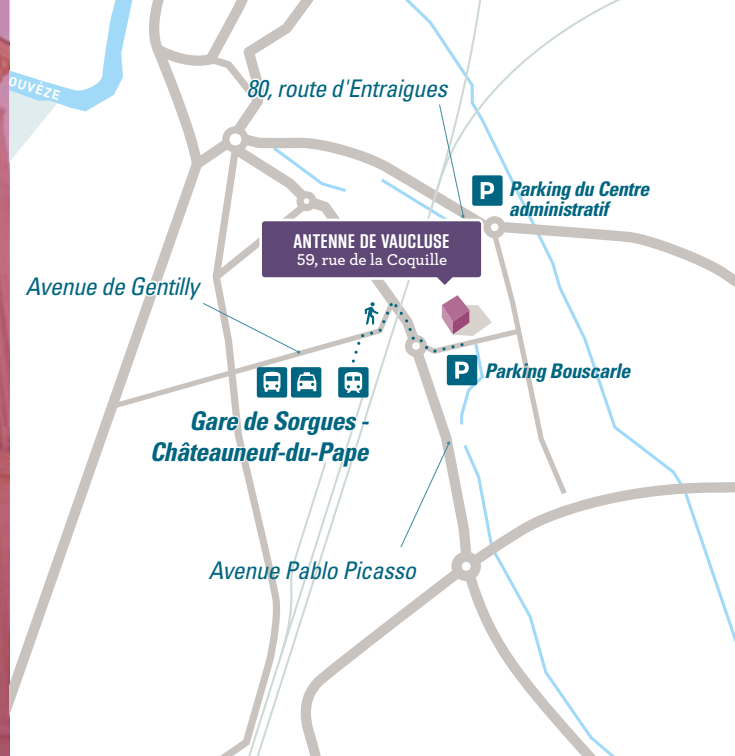 OUVÈZE
80, route d'Entraigues
P
Parking du Centre
administratif
ANTENNE DE VAUCLUSE
59, rue de la Coquille
Avenue de Gentilly
P
Parking Bouscarle
Gare de Sorgues -
Châteauneuf-du-Pape
Avenue Pablo Picasso